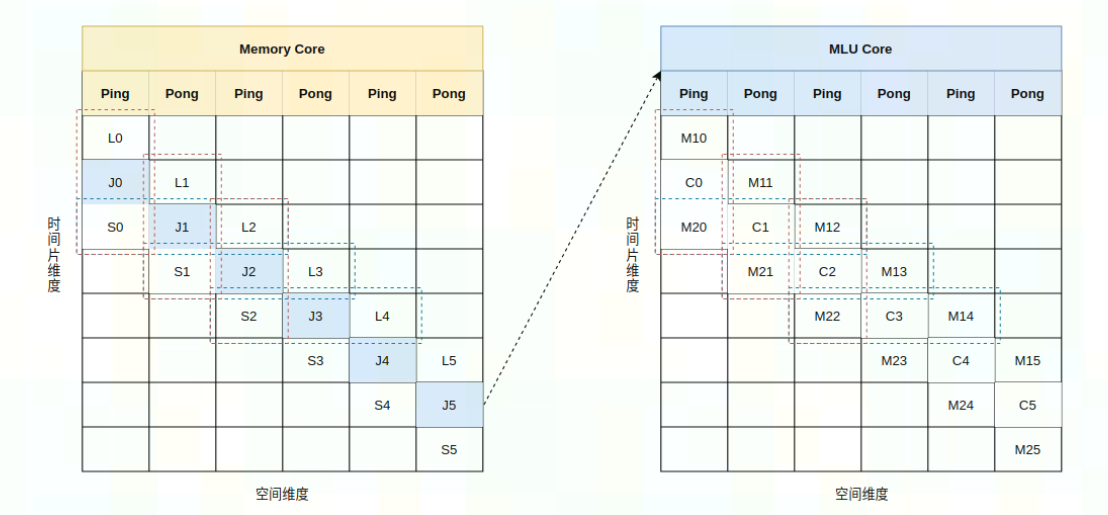 Memory Core
Ping Pong Ping Pong Ping Pong
L0
J0 L1
S0 J1 L2
S1 J2 L3
S2 J3 L4
S3 J4 L5
S4 J5
S5
时间片维度
空间维度
MLU Core
Ping Pong Ping Pong Ping Pong
M10
C0 M11
M20 C1 M12
M21 C2 M13
M22 C3 M14
M23 C4 M15
M24 C5
M25
时间片维度
空间维度